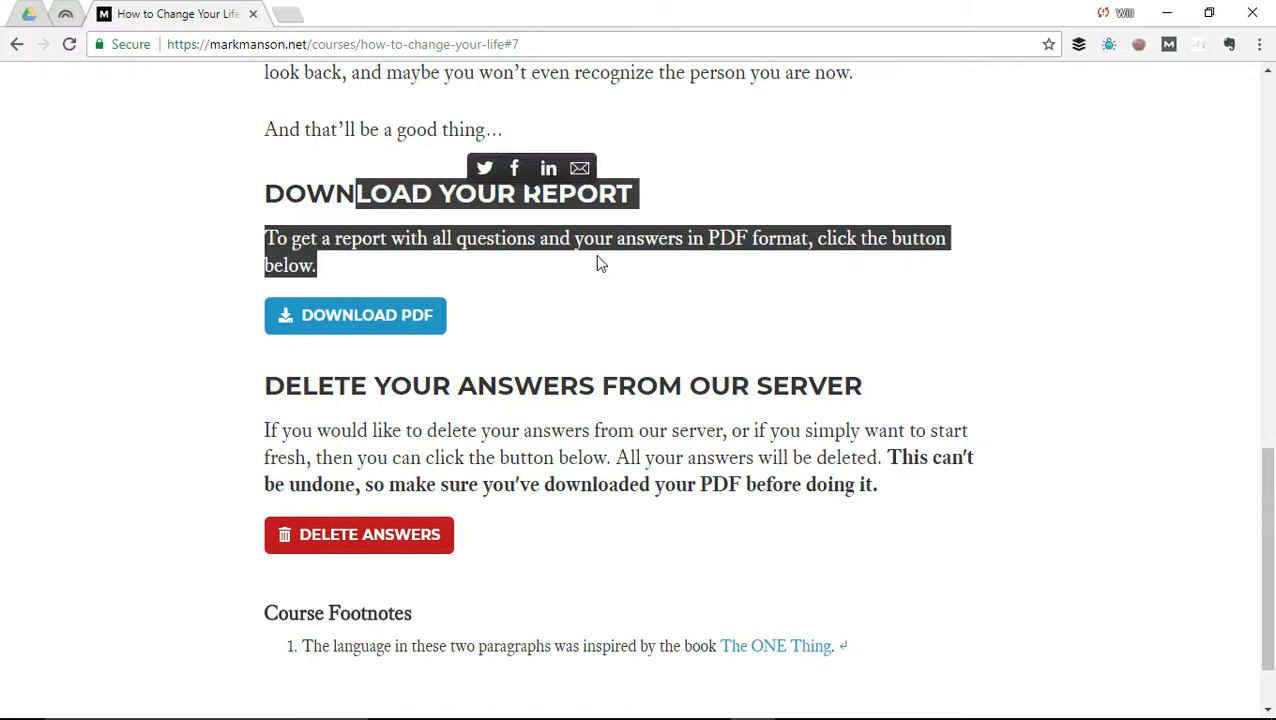 M How to Change Your Life
Will
Secure https://markmanson.net/courses/how-to-change-your-life#7
M
look back, and maybe you won't even recognize the person you are now.
And that'll be a good thing…
DOWNLOAD YOUR REPORT
To get a report with all questions and your answers in PDF format, click the button
below.
DOWNLOAD PDF
DELETE YOUR ANSWERS FROM OUR SERVER
If you would like to delete your answers from our server, or if you simply want to start
fresh, then you can click the button below. All your answers will be deleted. This can't
be undone, so make sure you've downloaded your PDF before doing it.
DELETE ANSWERS
Course Footnotes
1. The language in these two paragraphs was inspired by the book The ONE Thing. ↲